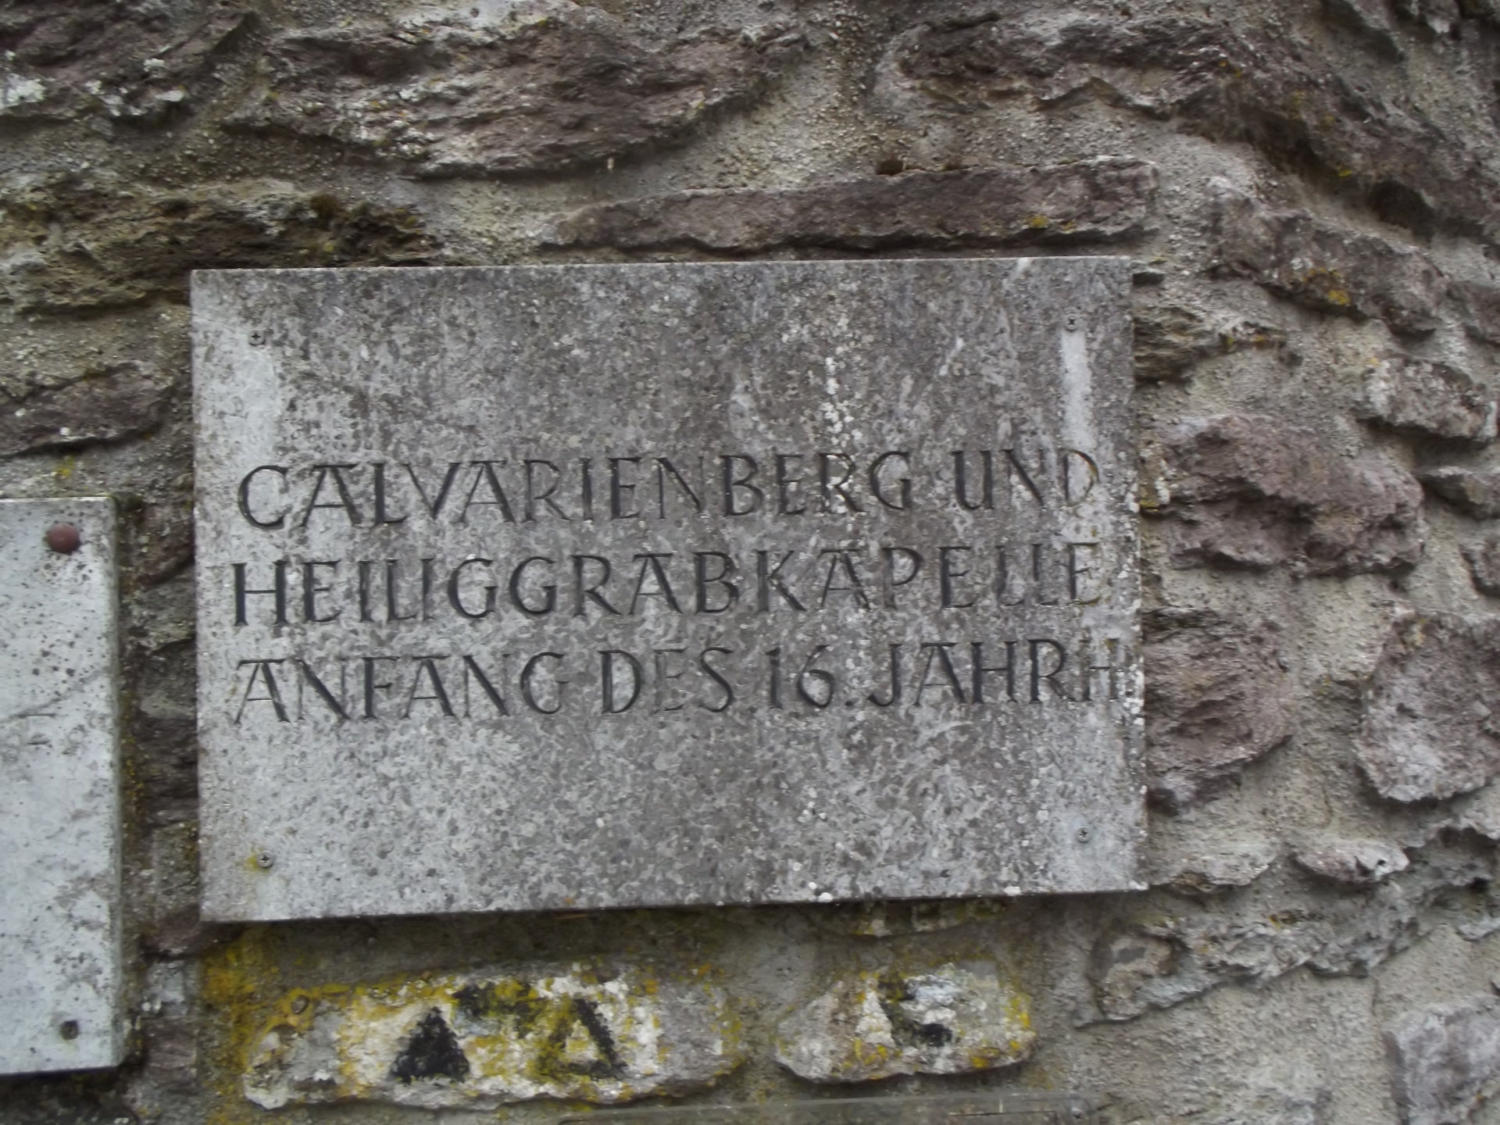 CALVARIENBERG UND
HEILIGGRABKAPELLE
ANFANG DES 16. JAHRH